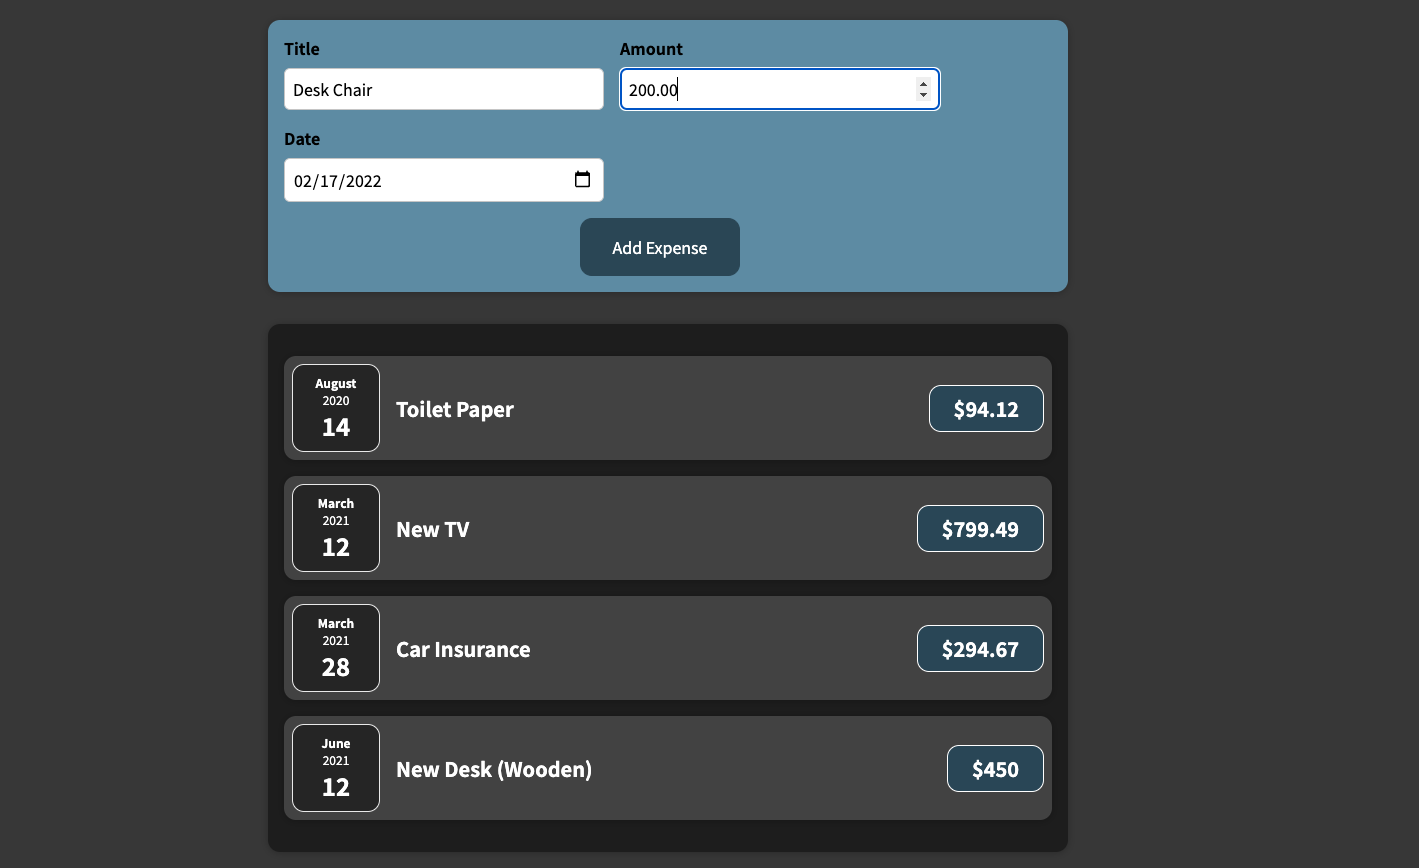 Title
Amount
Desk Chair
200.00
Date
02/17/2022
Add Expense
August
2020
14
Toilet Paper
$94.12
March
2021
12
New TV
$799.49
March
2021
28
Car Insurance
$294.67
June
2021
12
New Desk (Wooden)
$450